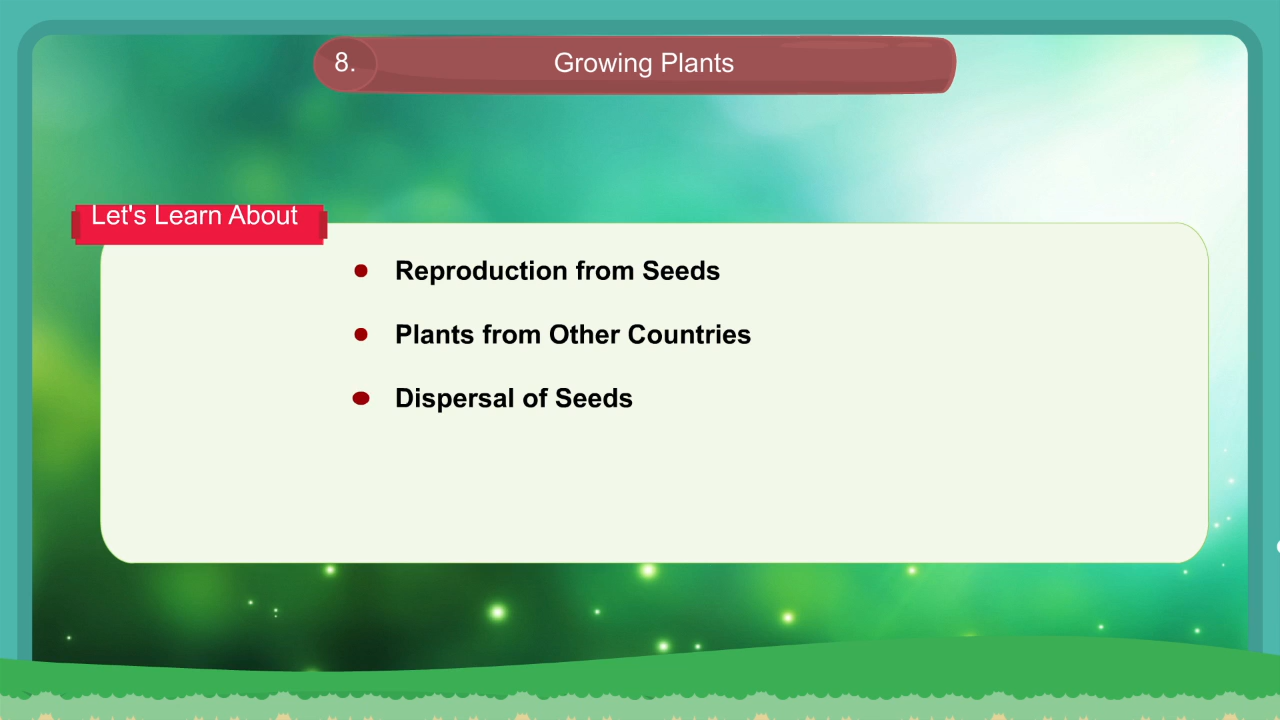 8. Growing Plants
Let's Learn About
● Reproduction from Seeds
● Plants from Other Countries
● Dispersal of Seeds